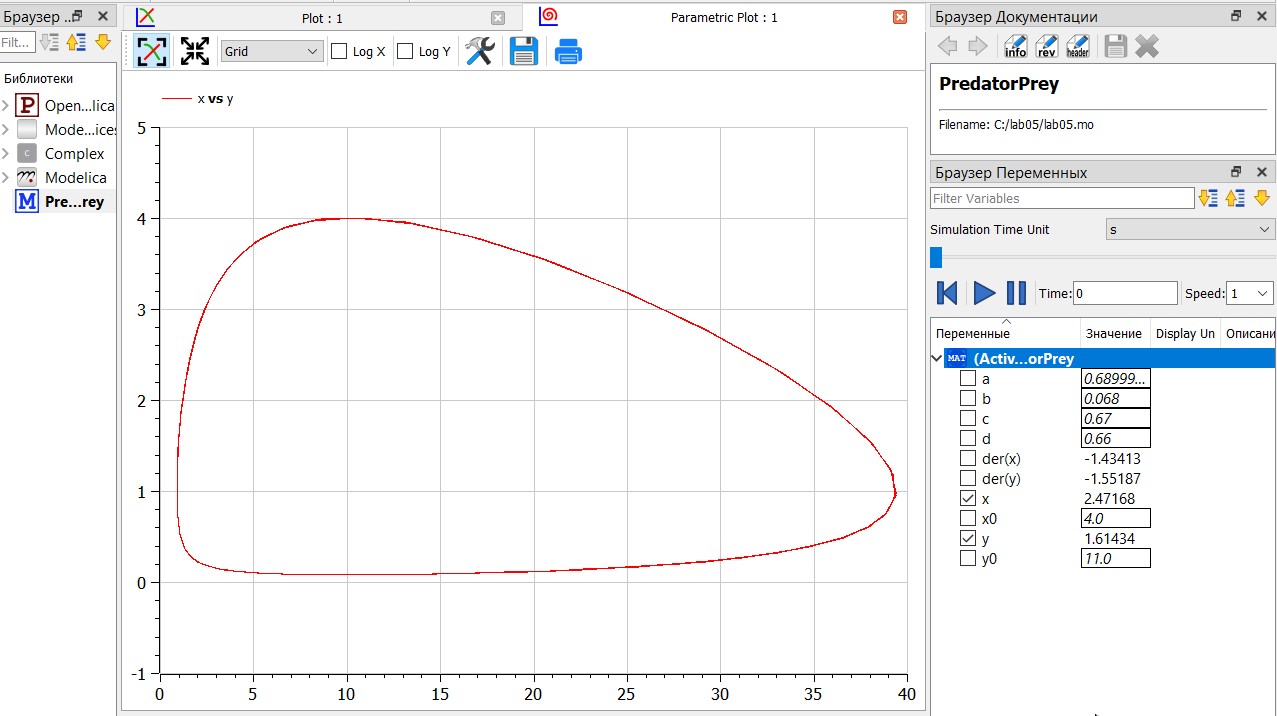 Браузер ...
Filt...
Библиотеки
P Open...lica
Mode...ices
C Complex
Modelica
M Pre...rey
Plot : 1
Parametric Plot : 1
Grid
Log X
Log Y
x vs y
5
4
3
2
1
0
-1
0 5 10 15 20 25 30 35 40
Браузер Документации
info rev header
PredatorPrey
Filename: C:/lab05/lab05.mo
Браузер Переменных
Filter Variables
Simulation Time Unit s
Time: 0 Speed: 1
Переменные Значение Display Un Описани
MAT (Activ...orPrey
a 0.68999...
b 0.068
c 0.67
d 0.66
der(x) -1.43413
der(y) -1.55187
x 2.47168
x0 4.0
y 1.61434
y0 11.0